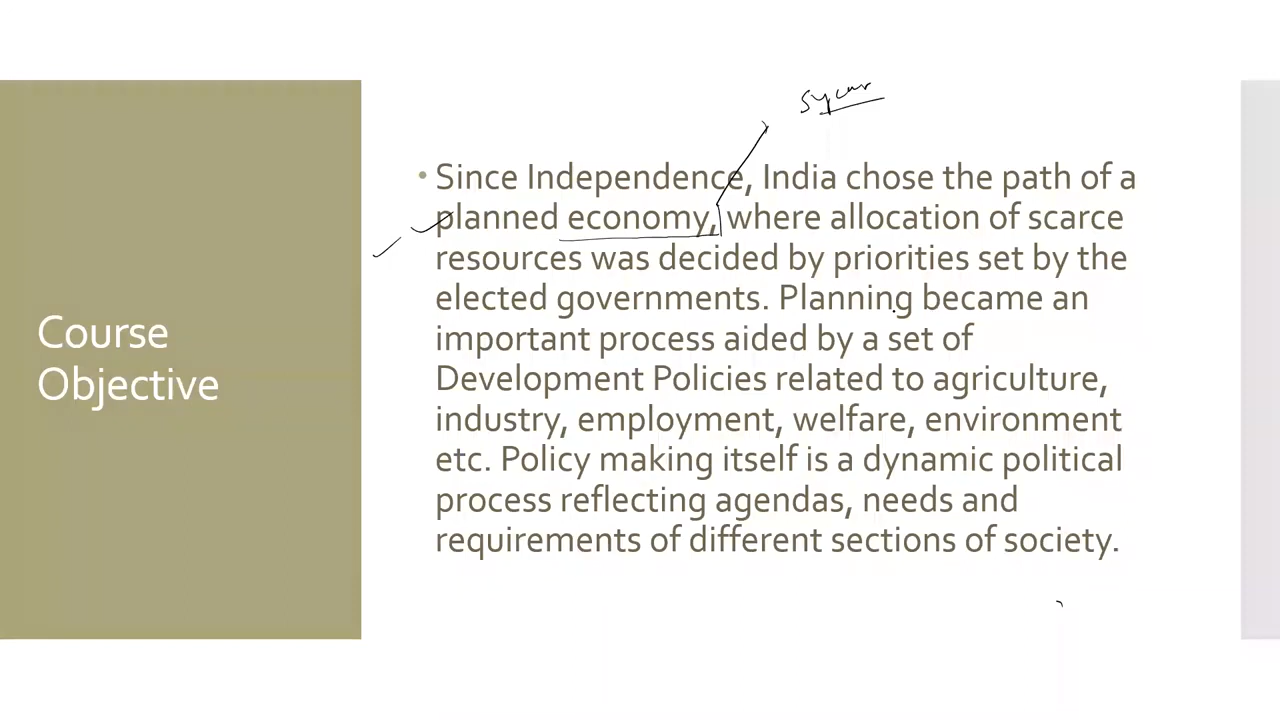 Course
Objective
5 year
• Since Independence, India chose the path of a
planned economy, where allocation of scarce
resources was decided by priorities set by the
elected governments. Planning became an
important process aided by a set of
Development Policies related to agriculture,
industry, employment, welfare, environment
etc. Policy making itself is a dynamic political
process reflecting agendas, needs and
requirements of different sections of society.